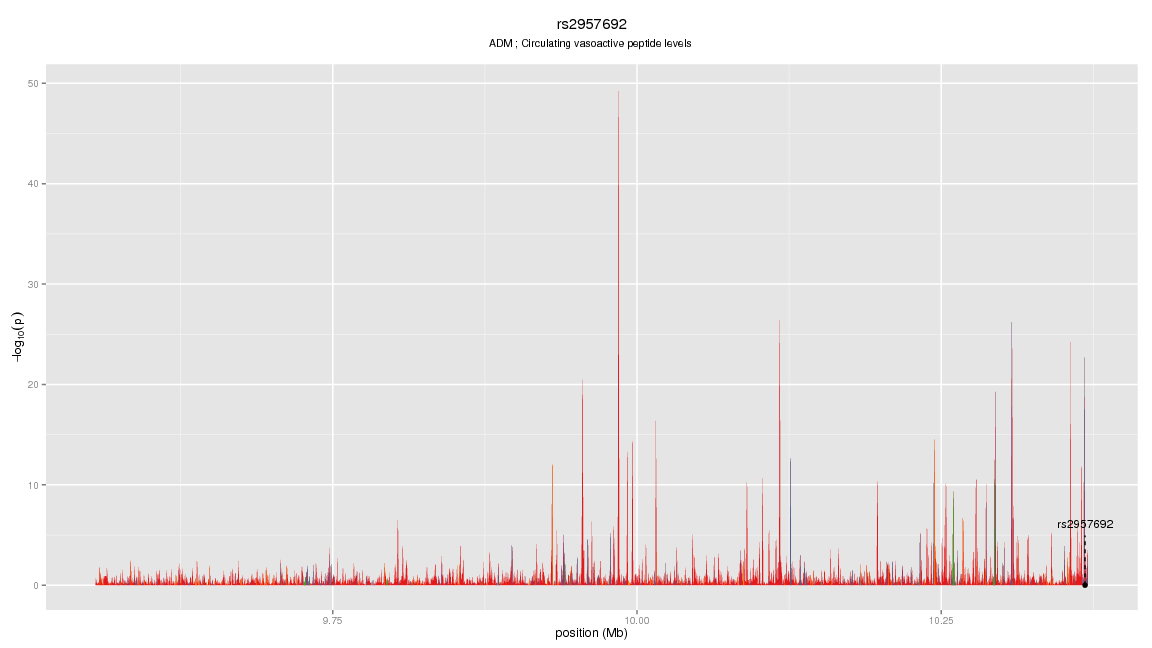 rs2957692
ADM ; Circulating vasoactive peptide levels
50
40
30
20
10
0
−log10(p)
rs2957692
9.75
10.00
10.25
position (Mb)